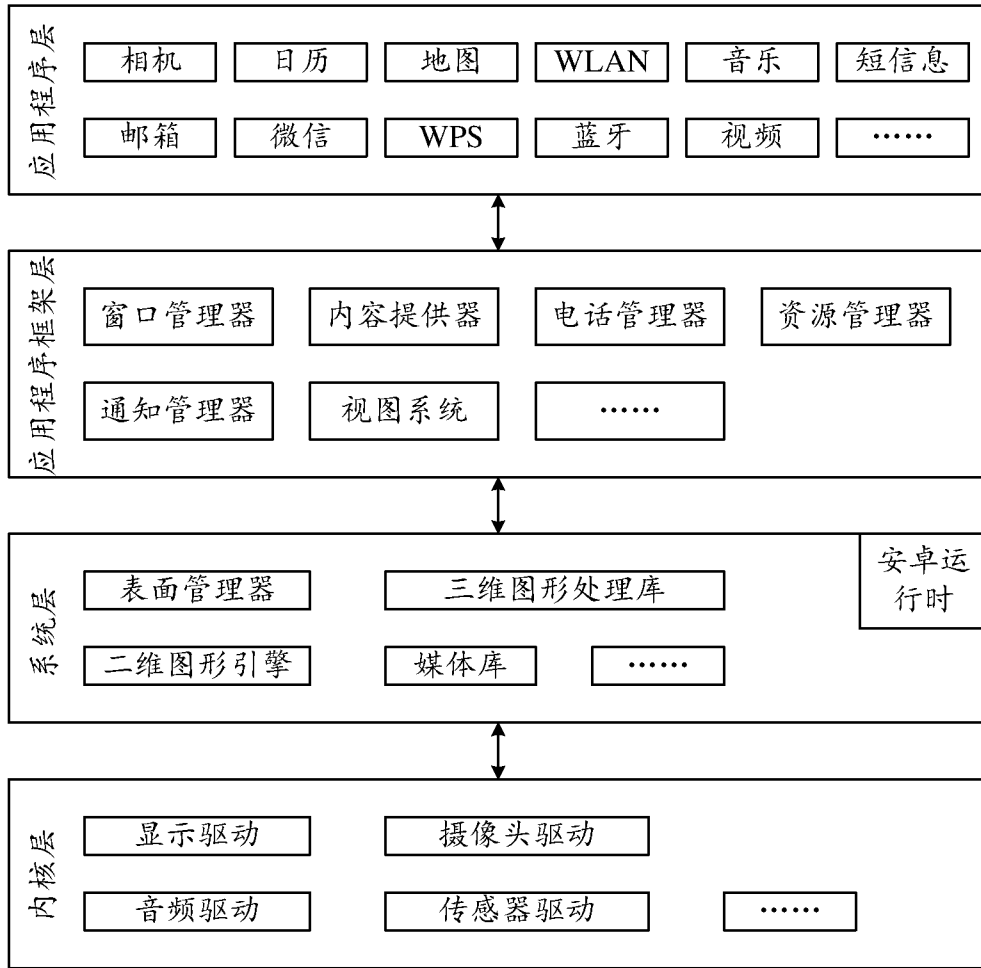 应用程序层
相机 日历 地图 WLAN 音乐 短信息
邮箱 微信 WPS 蓝牙 视频 ……
应用程序框架层
窗口管理器 内容提供器 电话管理器 资源管理器
通知管理器 视图系统 ……
系统层
安卓运
行时
表面管理器 三维图形处理库
二维图形引擎 媒体库 ……
内核层
显示驱动 摄像头驱动
音频驱动 传感器驱动 ……